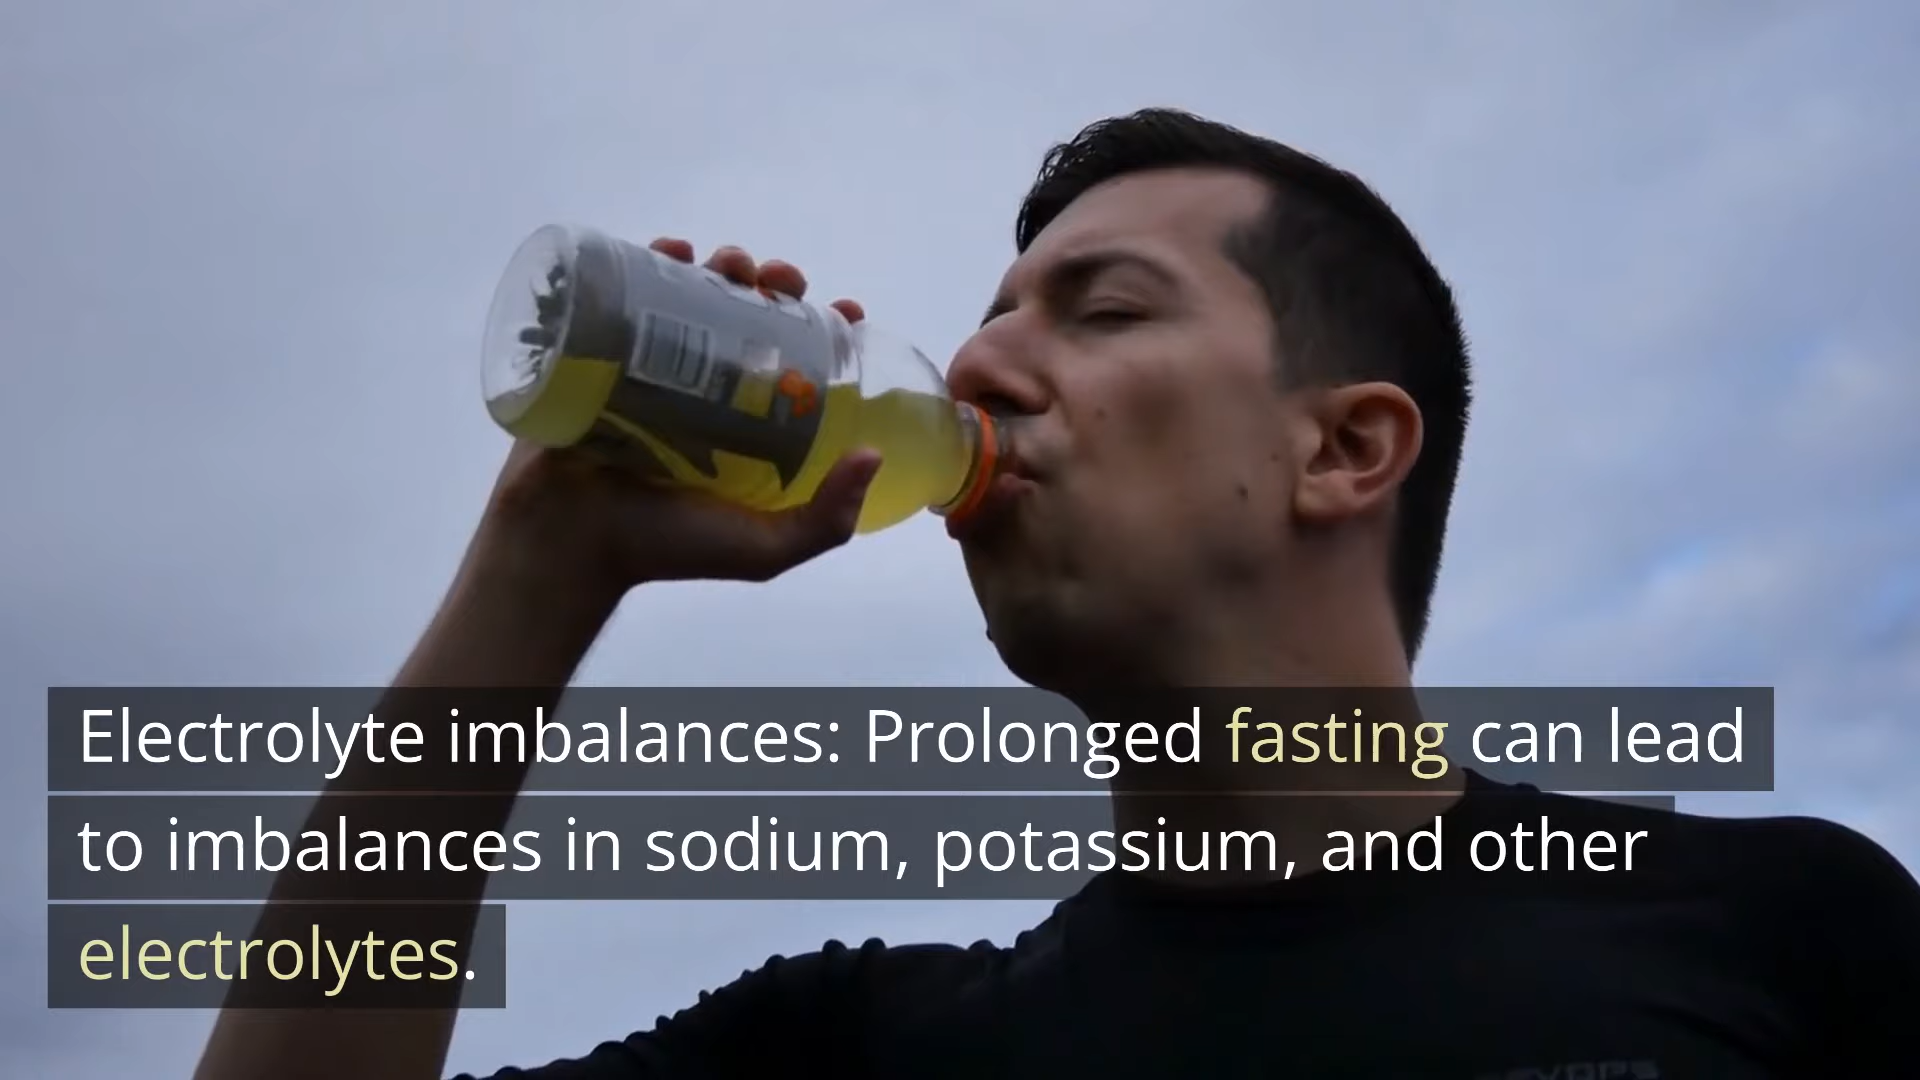 Electrolyte imbalances: Prolonged fasting can lead
to imbalances in sodium, potassium, and other
electrolytes.